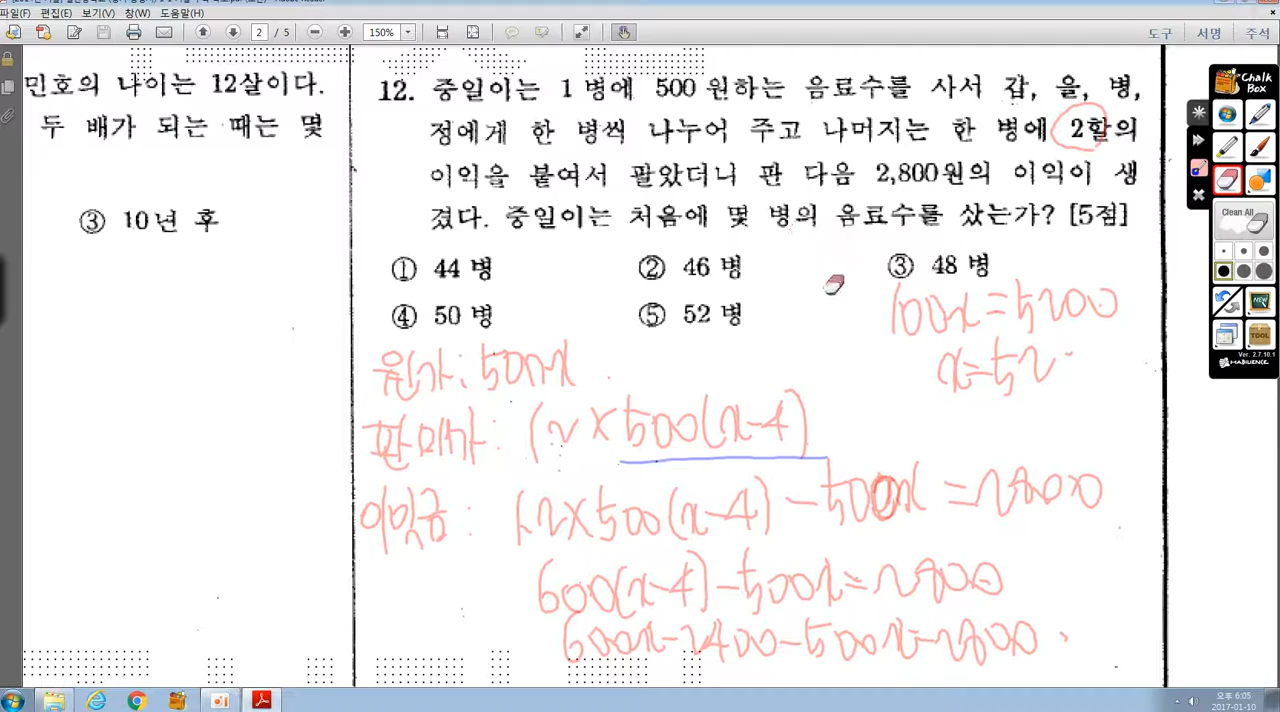 파일(F) 편집(E) 보기(V) 창(W) 도움말(H)
2 / 5 150% 도구 서명 주석
민호의 나이는 12살이다.
두 배가 되는 때는 몇
③ 10년 후
12. 중일이는 1 병에 500 원하는 음료수를 사서 갑, 을, 병,
정에게 한 병씩 나누어 주고 나머지는 한 병에 2할의
이익을 붙여서 팔았더니 판 다음 2,800원의 이익이 생
겼다. 중일이는 처음에 몇 병의 음료수를 샀는가? [5점]
① 44 병 ② 46 병 ③ 48 병
④ 50 병 ⑤ 52 병
100x=5200
x=52
원가: 500x
판매가: 1.2×500(x-4)
이익금: 1.2×500(x-4)-500x=2800
600(x-4)-500x=2800
600x-2400-500x=2800
Chalk Box
Clean All
NEW
TOOL
Ver. 2.7.10.1
MABILIENCE
오후 6:05
2017-01-10